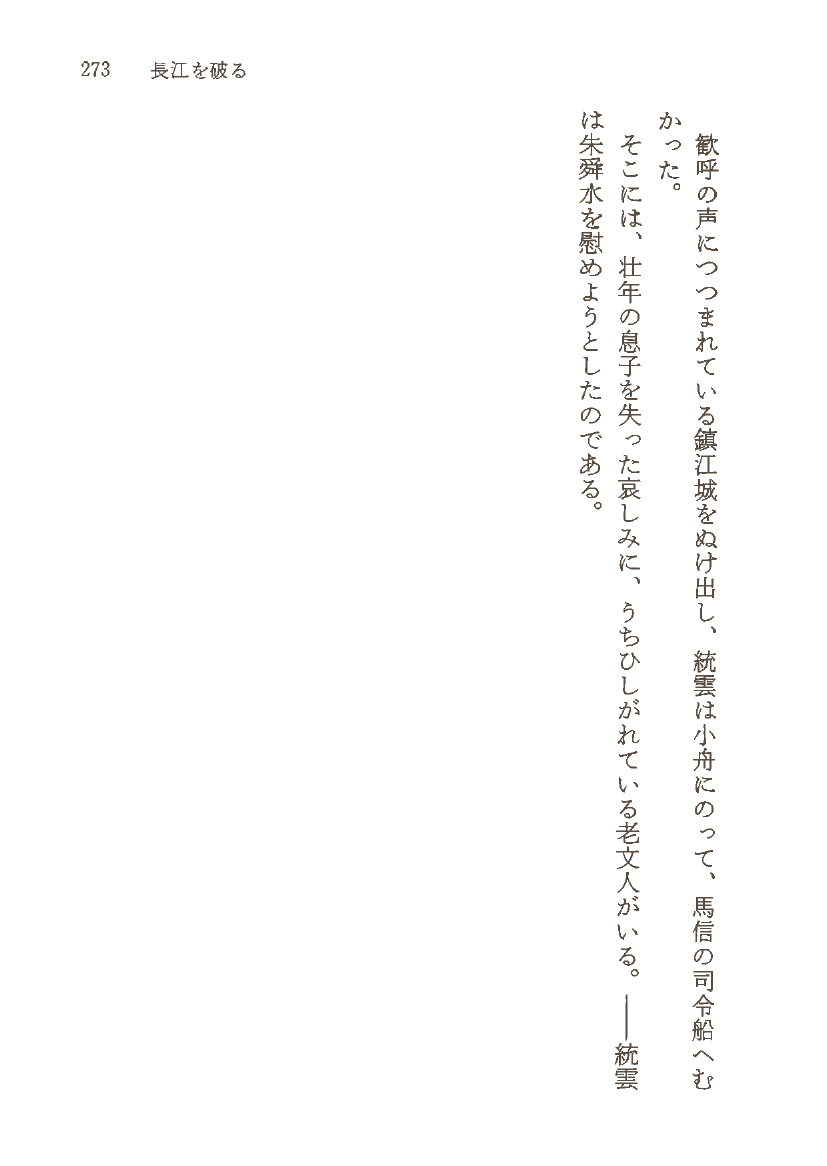 273　長江を破る
　歓呼の声につつまれている鎮江城をぬけ出し、統雲は小舟にのって、馬信の司令船へむ
かった。
　そこには、壮年の息子を失った哀しみに、うちひしがれている老文人がいる。――統雲
は朱舜水を慰めようとしたのである。